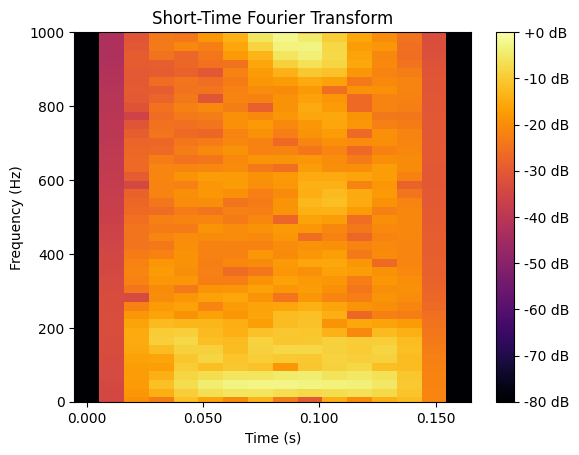 Short-Time Fourier Transform
1000
800
600
400
200
0
Frequency (Hz)
0.000
0.050
0.100
0.150
Time (s)
+0 dB
-10 dB
-20 dB
-30 dB
-40 dB
-50 dB
-60 dB
-70 dB
-80 dB